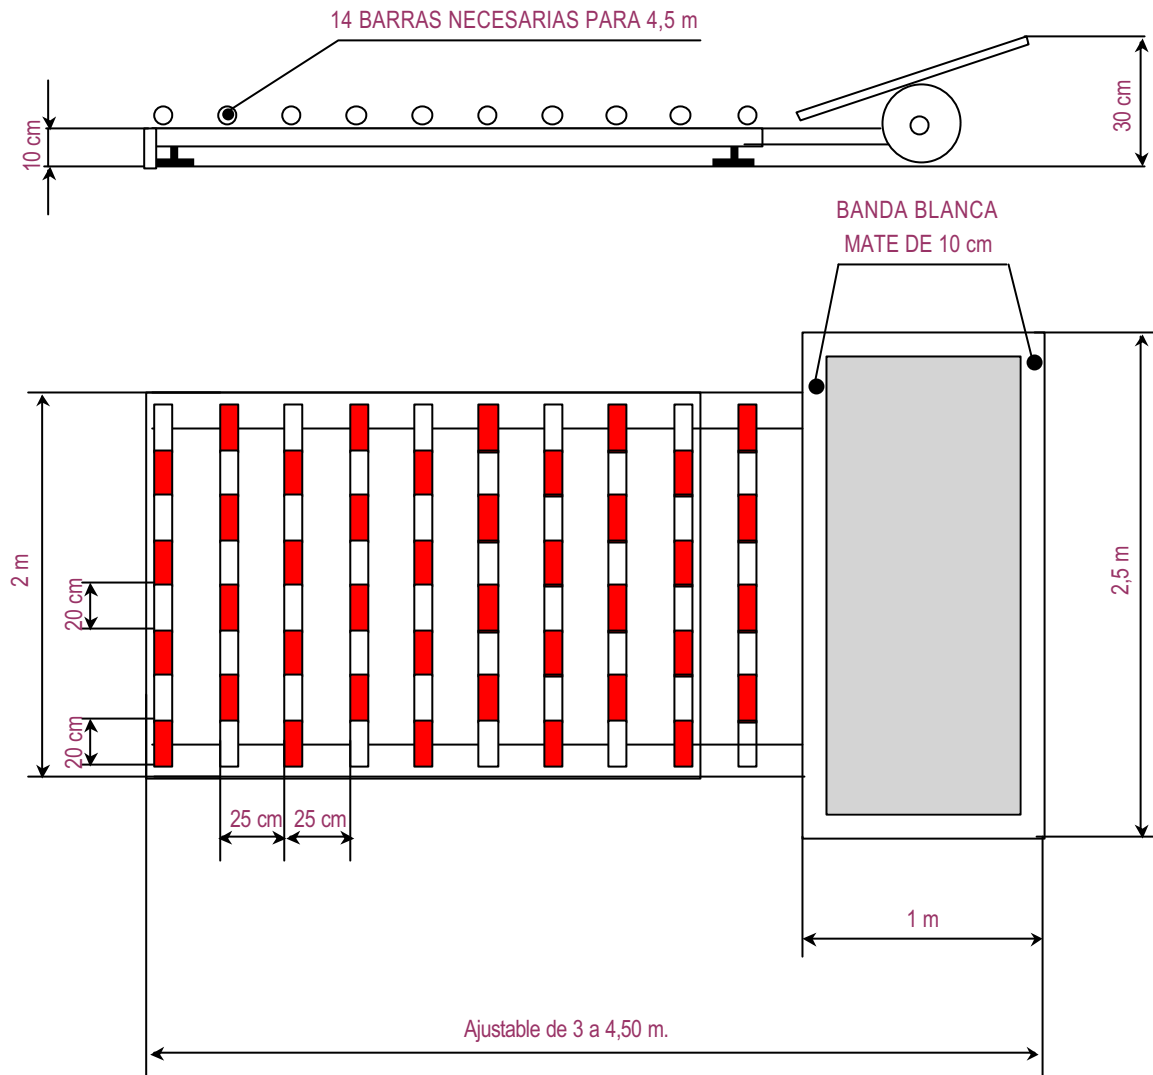 14 BARRAS NECESARIAS PARA 4,5 m
10 cm
30 cm
BANDA BLANCA
MATE DE 10 cm
2 m
20 cm
20 cm
2,5 m
25 cm
25 cm
1 m
Ajustable de 3 a 4,50 m.